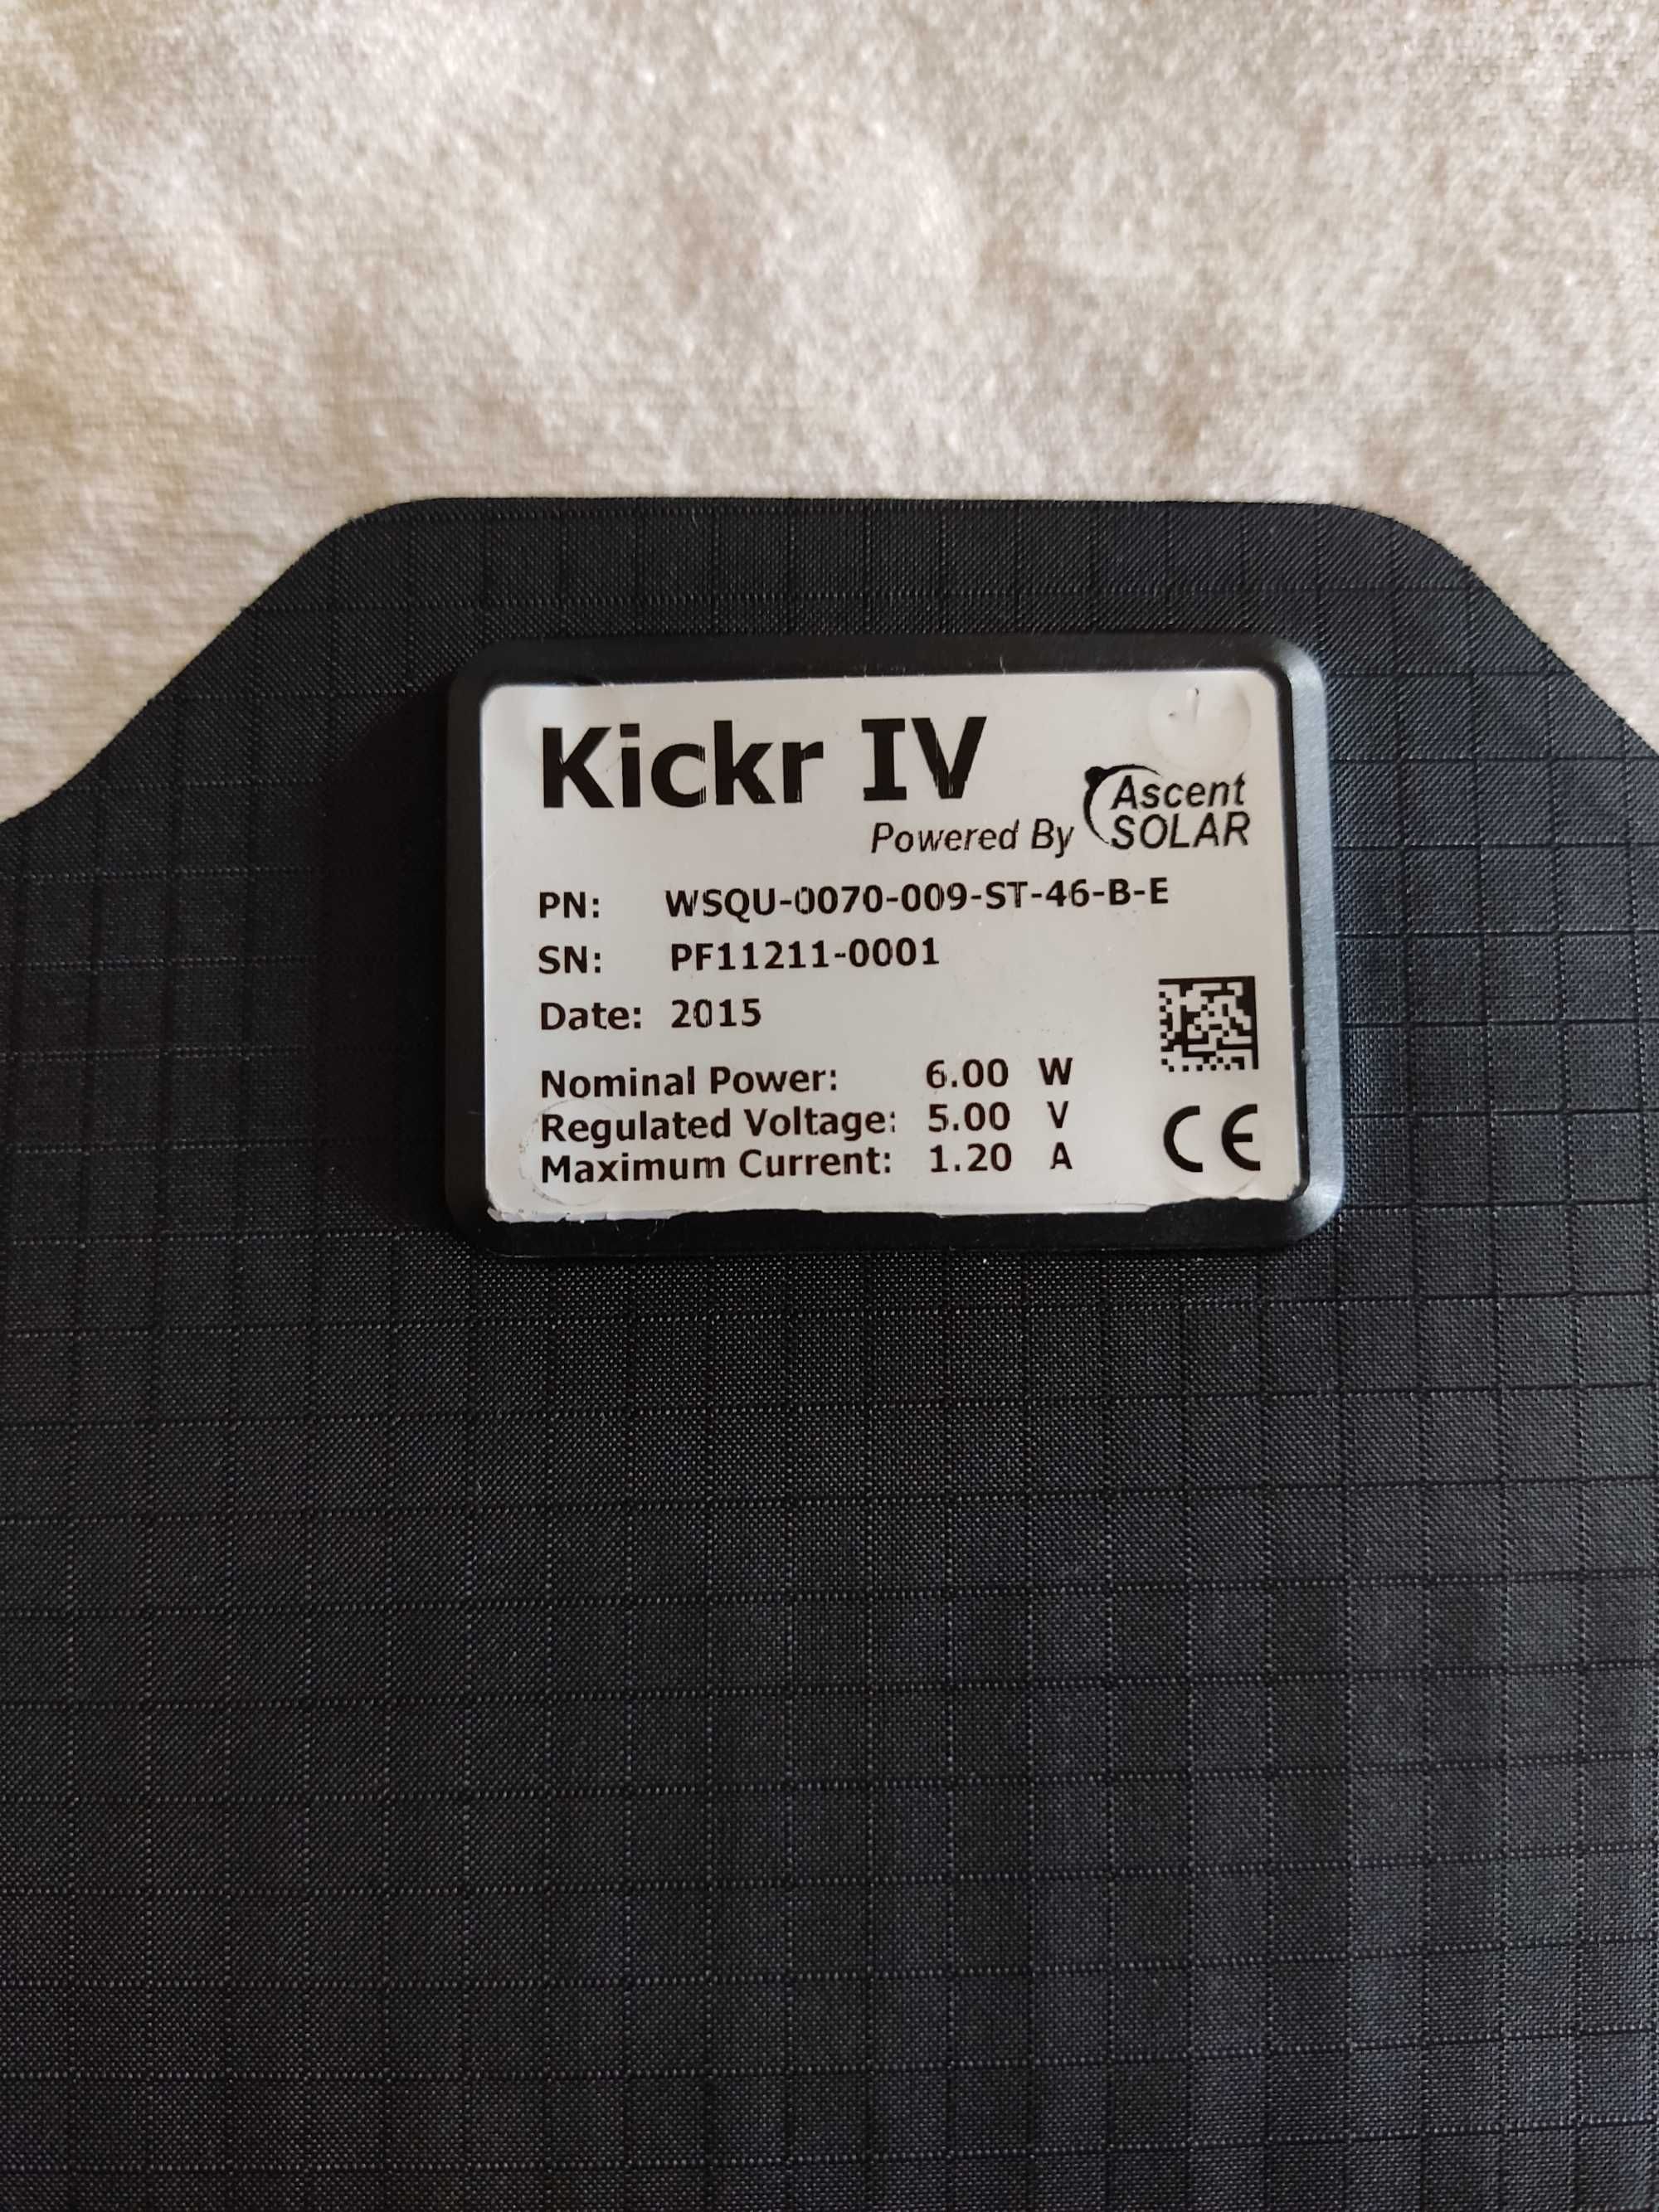 Kickr IV
Powered By Ascent SOLAR
PN: WSQU-0070-009-ST-46-B-E
SN: PF11211-0001
Date: 2015
Nominal Power: 6.00 W
Regulated Voltage: 5.00 V
Maximum Current: 1.20 A
CE